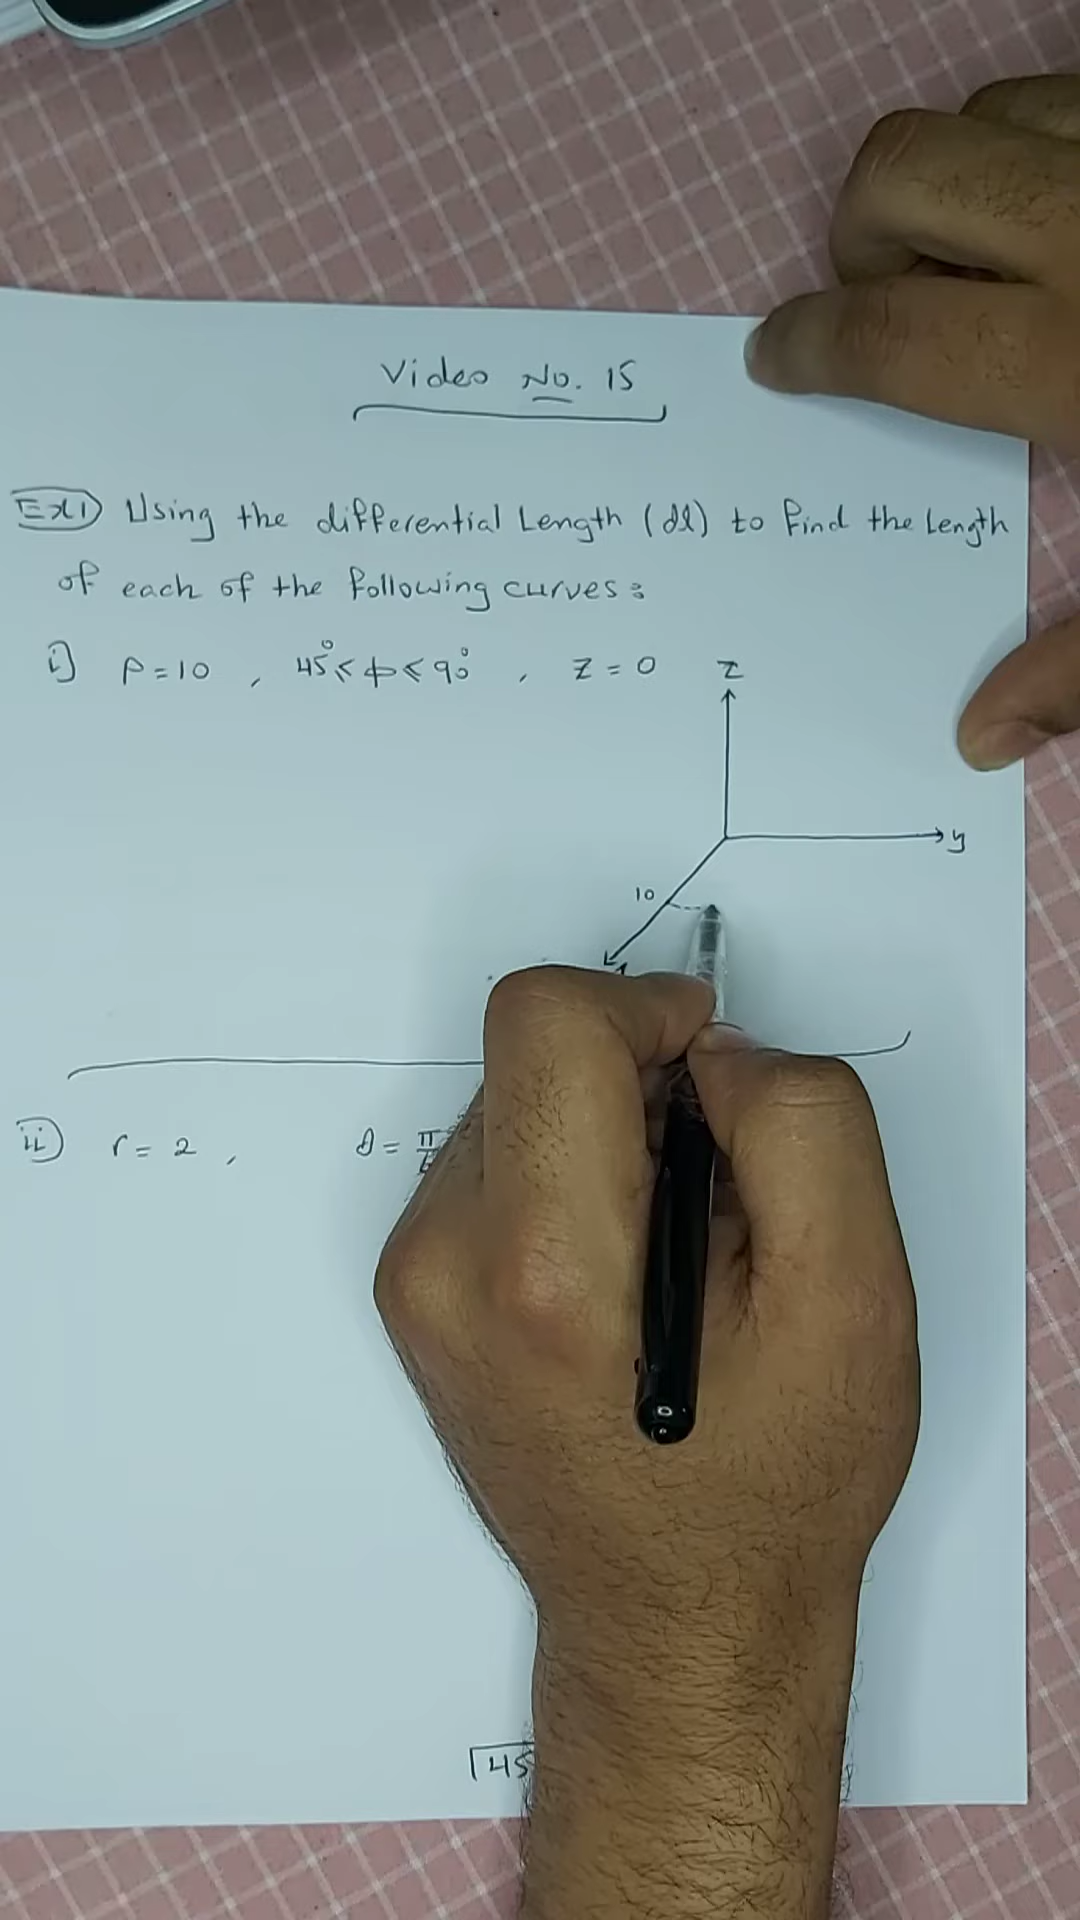 Video No. 15
Ex1 Using the differential Length (dl) to find the Length
of each of the following curves:
i) ρ=10 , 45°≤ϕ≤90° , z=0
z
y
10
ii) r=2 , θ=π
45